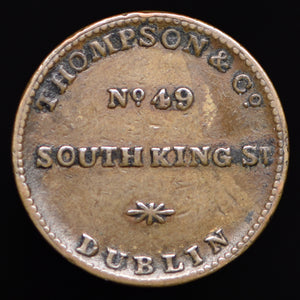 THOMPSON & Co.
No. 49
SOUTH KING St.
DUBLIN